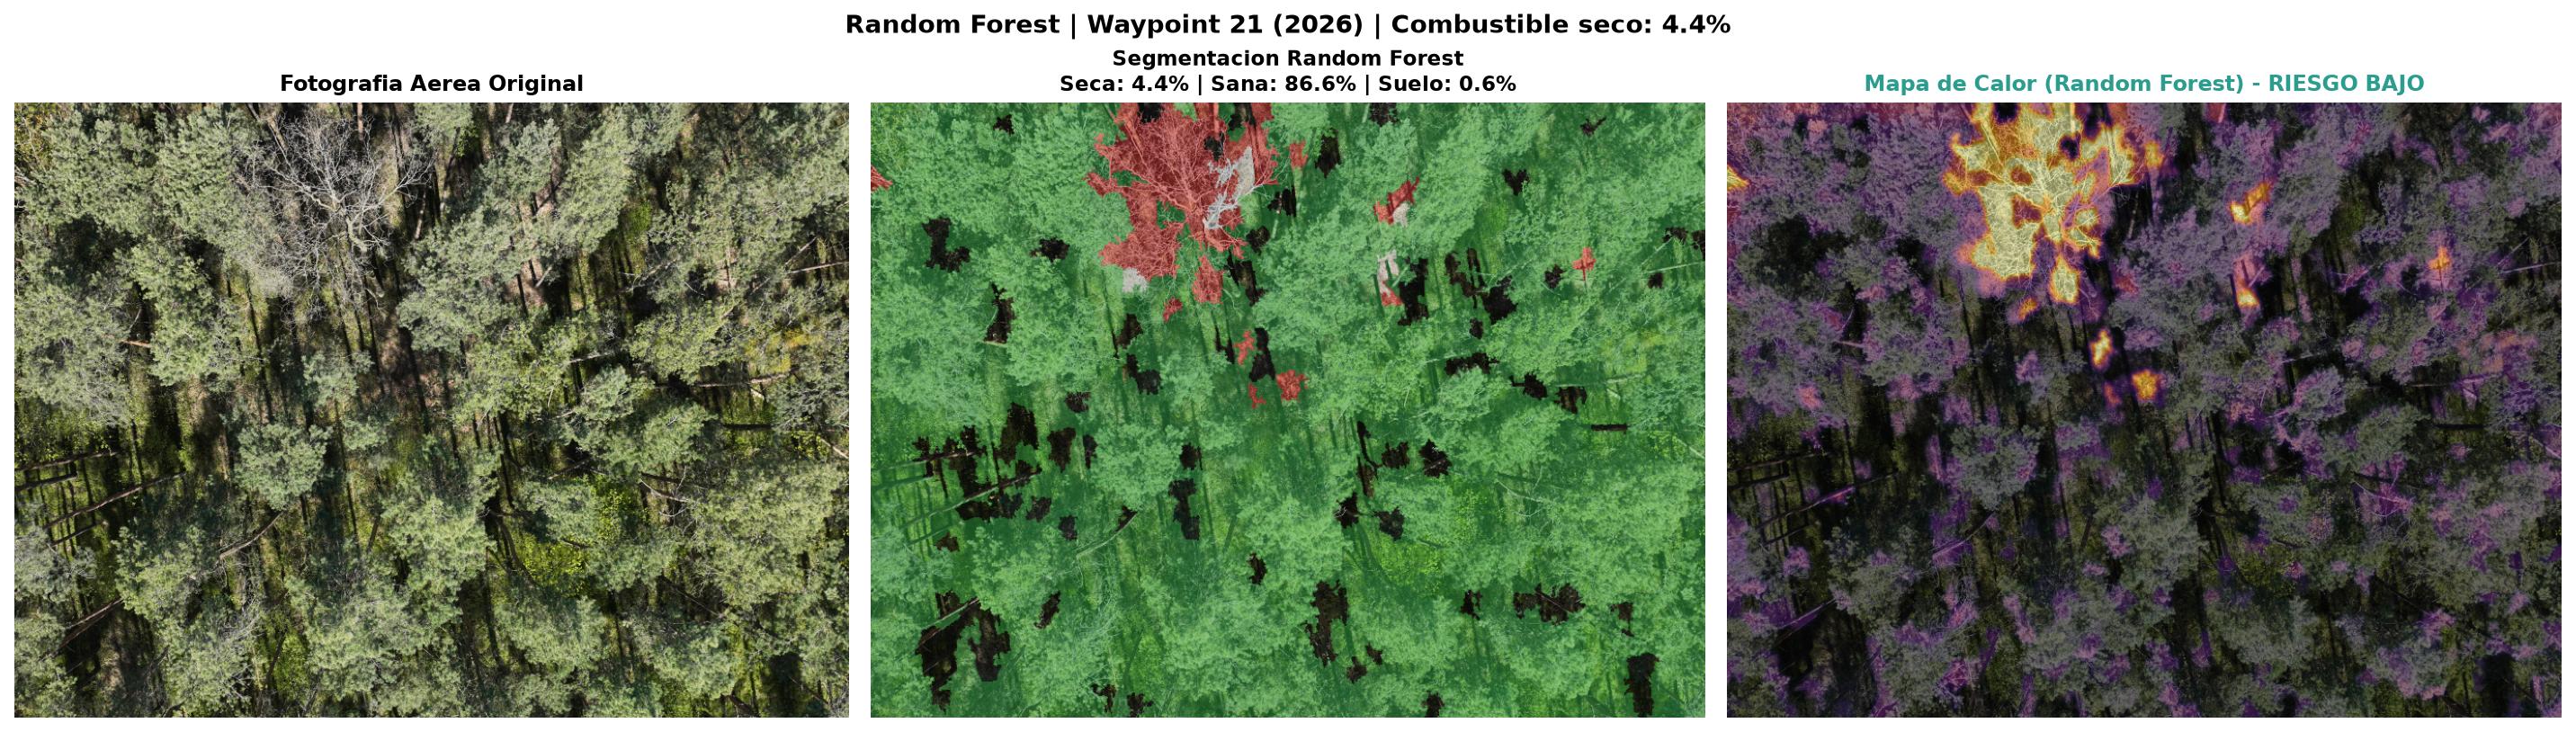 Random Forest | Waypoint 21 (2026) | Combustible seco: 4.4%
Fotografia Aerea Original
Segmentacion Random Forest
Seca: 4.4% | Sana: 86.6% | Suelo: 0.6%
Mapa de Calor (Random Forest) - RIESGO BAJO